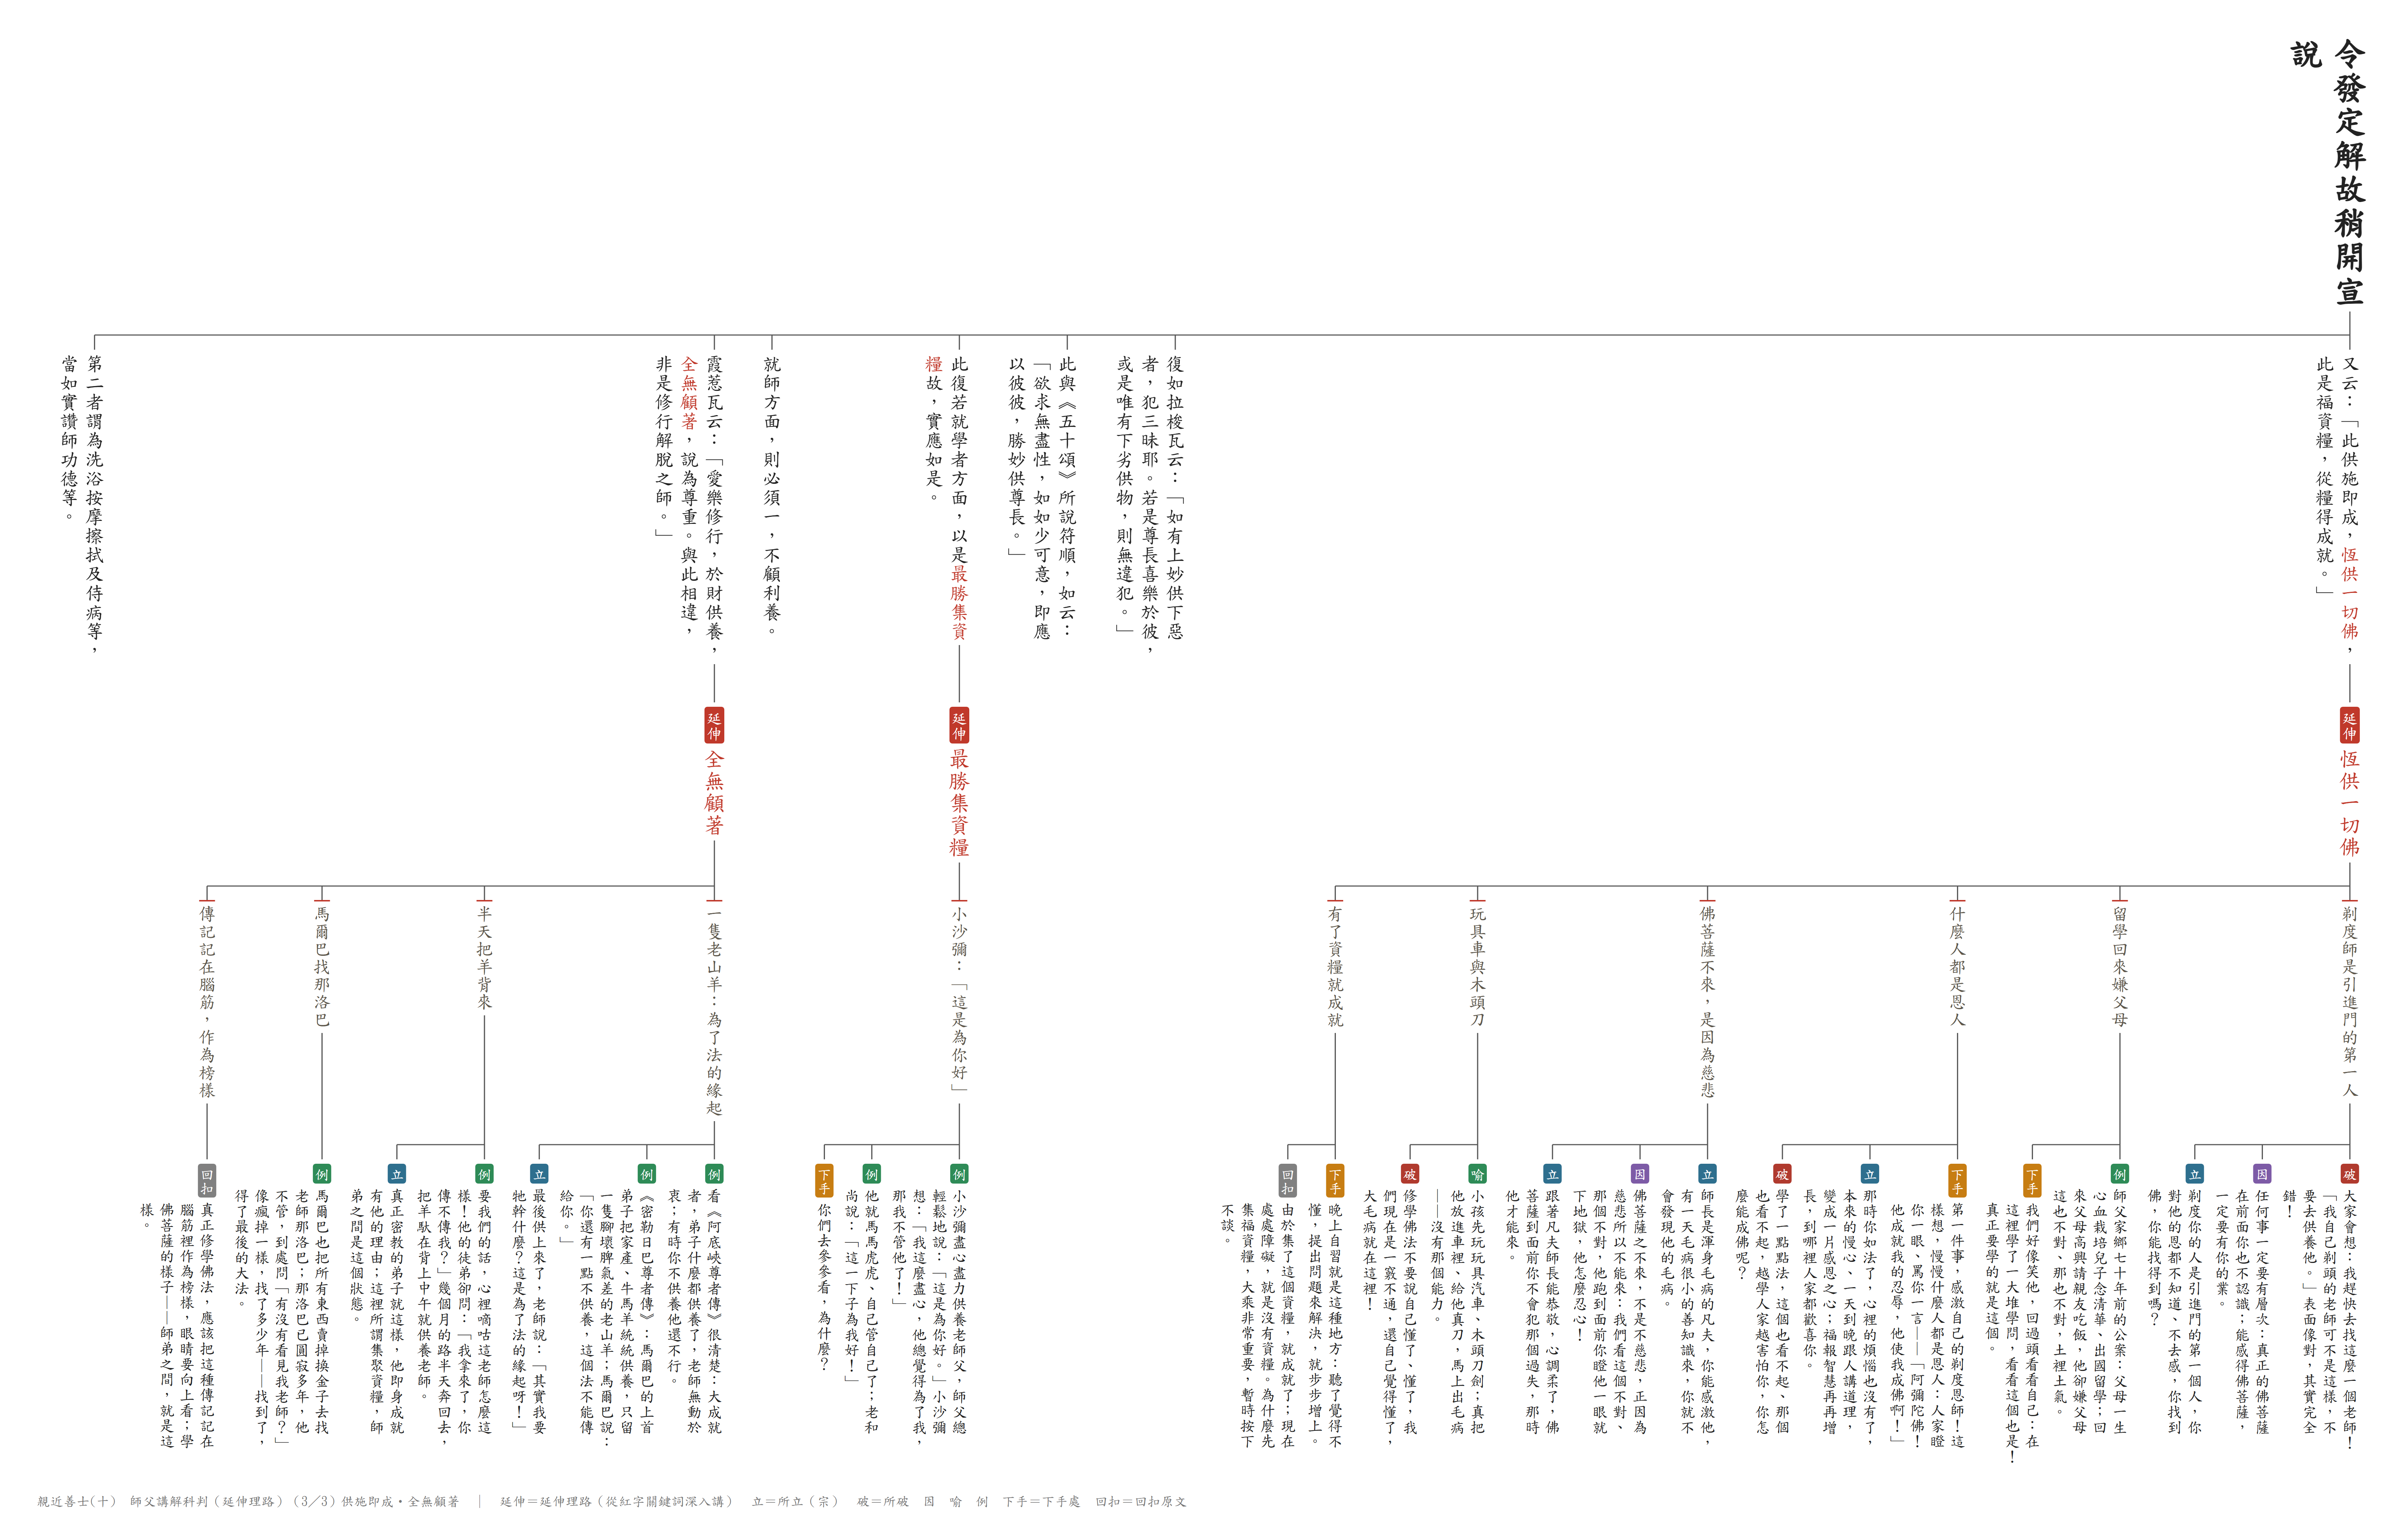 令發定解故稍開宣
說
又云：「此供施即成，恆供一切佛，
此是福資糧，從糧得成就。」
復如拉梭瓦云：「如有上妙供下惡
者，犯三昧耶。若是尊長喜樂於彼，
或是唯有下劣供物，則無違犯。」
此與《五十頌》所說符順，如云：
「欲求無盡性，如如少可意，即應
以彼彼，勝妙供尊長。」
此復若就學者方面，以是最勝集資
糧故，實應如是。
就師方面，則必須一，不顧利養。
霞惹瓦云：「愛樂修行，於財供養，
全無顧著，說為尊重。與此相違，
非是修行解脫之師。」
第二者謂為洗浴按摩擦拭及侍病等，
當如實讚師功德等。
延伸
恆供一切佛
延伸
最勝集資糧
延伸
全無顧著
剃度師是引進門的第一人
留學回來嫌父母
什麼人都是恩人
佛菩薩不來，是因為慈悲
玩具車與木頭刀
有了資糧就成就
小沙彌：「這是為你好」
一隻老山羊：為了法的緣起
半天把羊背來
馬爾巴找那洛巴
傳記記在腦筋，作為榜樣
破
大家會想：我趕快去找這麼一個老師！
「我自己剃頭的老師可不是這樣，不
要去供養他。」表面像對，其實完全
錯！
因
任何事一定要有層次：真正的佛菩薩
在前面你也不認識；能感得佛菩薩，
一定要有你的業。
立
剃度你的人是引進門的第一個人，你
對他的恩都不知道、不去感，你找到
佛，你能找得到嗎？
例
師父家鄉七十年前的公案：父母一生
心血栽培兒子念清華、出國留學；回
來父母高興請親友吃飯，他卻嫌父母
這也不對、那也不對，土裡土氣。
下手
我們好像笑他，回過頭看看自己：在
這裡學了一大堆學問，看看這個也是！
真正要學的就是這個。
下手
第一件事，感激自己的剃度恩師！這
樣想，慢慢什麼人都是恩人：人家瞪
你一眼、罵你一言——「阿彌陀佛！
他成就我的忍辱，他使我成佛啊！」
立
那時你如法了，心裡的煩惱也沒有了，
本來的慢心、一天到晚跟人講道理，
變成一片感恩之心；福報智慧再再增
長，到哪裡人家都歡喜你。
破
學了一點點法，這個也看不起、那個
也看不起，越學人家越害怕你，你怎
麼能成佛呢？
立
師長是渾身毛病的凡夫，你能感激他，
有一天毛病很小的善知識來，你就不
會發現他的毛病。
因
佛菩薩之不來，不是不慈悲，正因為
慈悲所以不能來：我們看這個不對、
那個不對，他跑到面前你瞪他一眼就
下地獄，他怎麼忍心！
立
跟著凡夫師長能恭敬，心調柔了，佛
菩薩到面前你不會犯那個過失，那時
他才能來。
喻
小孩先玩玩具汽車、木頭刀劍；真把
他放進車裡、給他真刀，馬上出毛病
——沒有那個能力。
破
修學佛法不要說自己懂了、懂了，我
們現在是一竅不通，還自己覺得懂了，
大毛病就在這裡！
下手
晚上自習就是這種地方：聽了覺得不
懂，提出問題來解決，就步步增上。
回扣
由於集了這個資糧，就成就了；現在
處處障礙，就是沒有資糧。為什麼先
集福資糧，大乘非常重要，暫時按下
不談。
例
小沙彌盡心盡力供養老師父，師父總
輕鬆地說：「這是為你好。」小沙彌
想：「我這麼盡心，他總覺得為了我，
那我不管他了！」
例
他就馬馬虎虎、自己管自己了；老和
尚說：「這一下子為我好！」
下手
你們去參參看，為什麼？
例
看《阿底峽尊者傳》很清楚：大成就
者，弟子什麼都供養了，老師無動於
衷；有時你不供養他還不行。
例
《密勒日巴尊者傳》：馬爾巴的上首
弟子把家產、牛馬羊統統供養，只留
一隻腳壞脾氣差的老山羊；馬爾巴說：
「你還有一點不供養，這個法不能傳
給你。」
立
最後供上來了，老師說：「其實我要
牠幹什麼？這是為了法的緣起呀！」
例
要我們的話，心裡嘀咕這老師怎麼這
樣！他的徒弟卻問：「我拿來了，你
傳不傳我？」幾個月的路半天奔回去，
把羊馱在背上中午就供養老師。
立
真正密教的弟子就這樣，他即身成就
有他的理由；這裡所謂集聚資糧，師
弟之間是這個狀態。
例
馬爾巴也把所有東西賣掉換金子去找
老師那洛巴；那洛巴已圓寂多年，他
不管，到處問「有沒有看見我老師？」
像瘋掉一樣，找了多少年——找到了，
得了最後的大法。
回扣
真正修學佛法，應該把這種傳記記在
腦筋裡作為榜樣，眼睛要向上看；學
佛菩薩的樣子——師弟之間，就是這
樣。
親近善士(十)　師父講解科判（延伸理路）（3／3）供施即成・全無顧著　｜　延伸＝延伸理路（從紅字關鍵詞深入講）　立＝所立（宗）　破＝所破　因　喻　例　下手＝下手處　回扣＝回扣原文